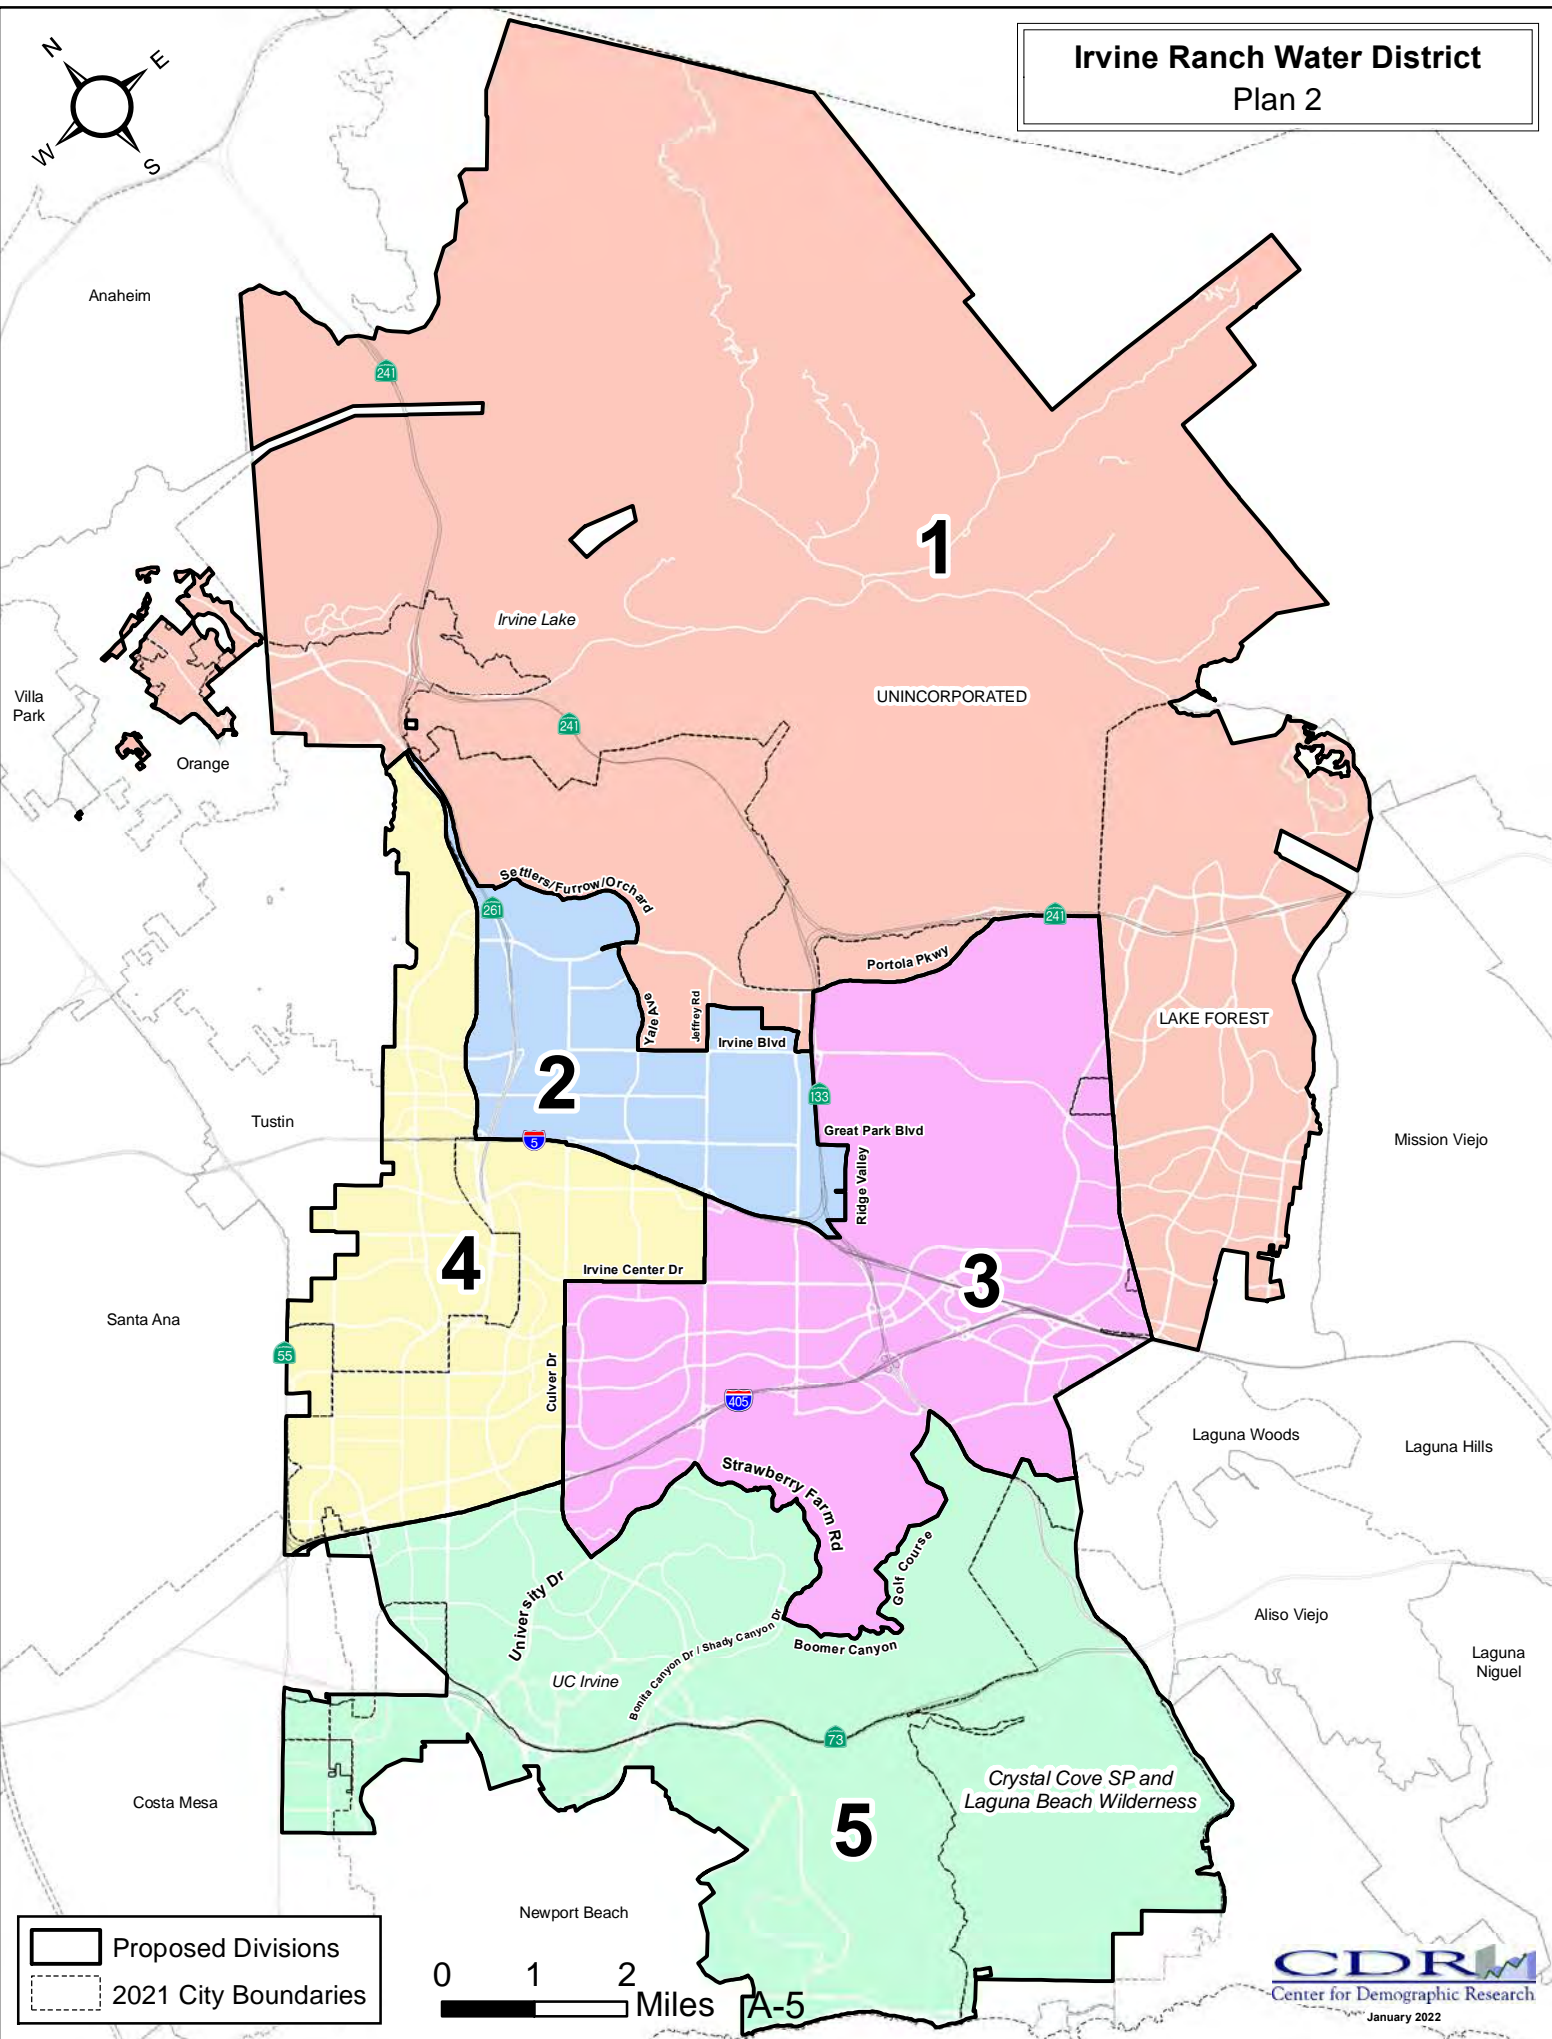 Irvine Ranch Water District
Plan 2
N
E
W
S
Anaheim
241
1
Irvine Lake
UNINCORPORATED
Villa
Park
241
Orange
Settlers/Furrow/Orchard
261
241
Portola Pkwy
Yale Ave
Jeffrey Rd
LAKE FOREST
Irvine Blvd
2
133
Tustin
Great Park Blvd
5
Mission Viejo
Ridge Valley
4
Irvine Center Dr
3
Santa Ana
55
Culver Dr
405
Laguna Woods
Laguna Hills
Strawberry Farm Rd
Golf Course
University Dr
Aliso Viejo
Boomer Canyon
Bonita Canyon Dr / Shady Canyon Dr
Laguna
Niguel
UC Irvine
73
Crystal Cove SP and
Laguna Beach Wilderness
Costa Mesa
5
Newport Beach
Proposed Divisions
2021 City Boundaries
0 1 2
Miles
A-5
CDR
Center for Demographic Research
January 2022